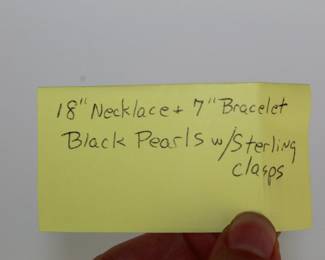 18" Necklace + 7" Bracelet
Black Pearls w/Sterling
clasps